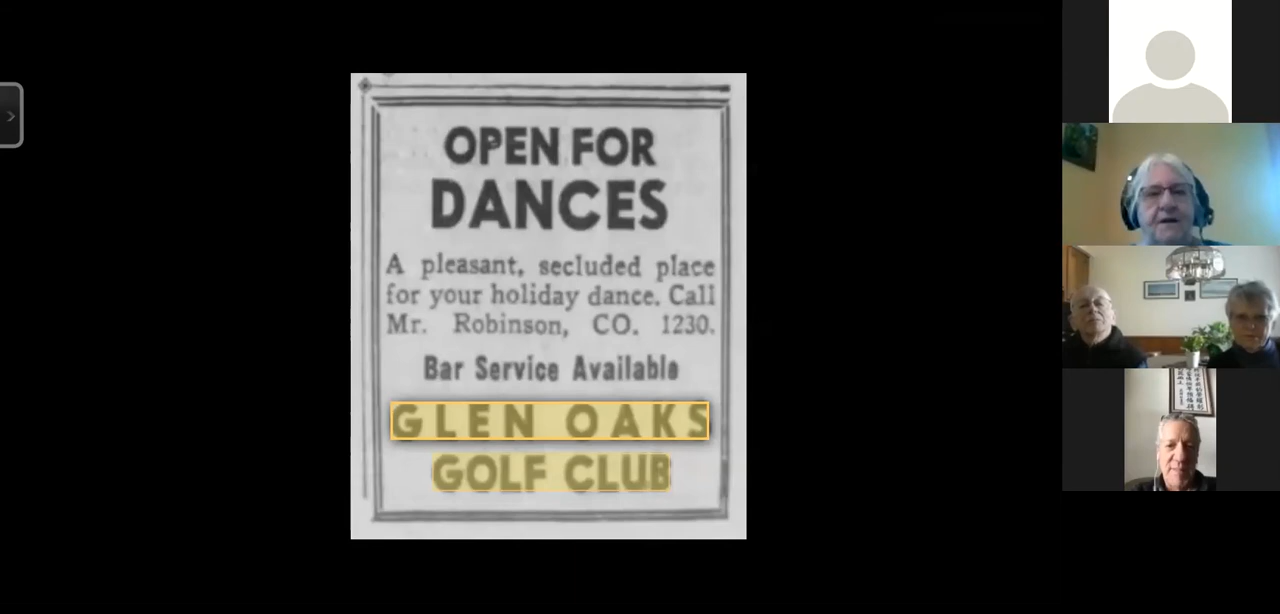 OPEN FOR
DANCES
A pleasant, secluded place
for your holiday dance. Call
Mr. Robinson, CO. 1230.
Bar Service Available
GLEN OAKS
GOLF CLUB